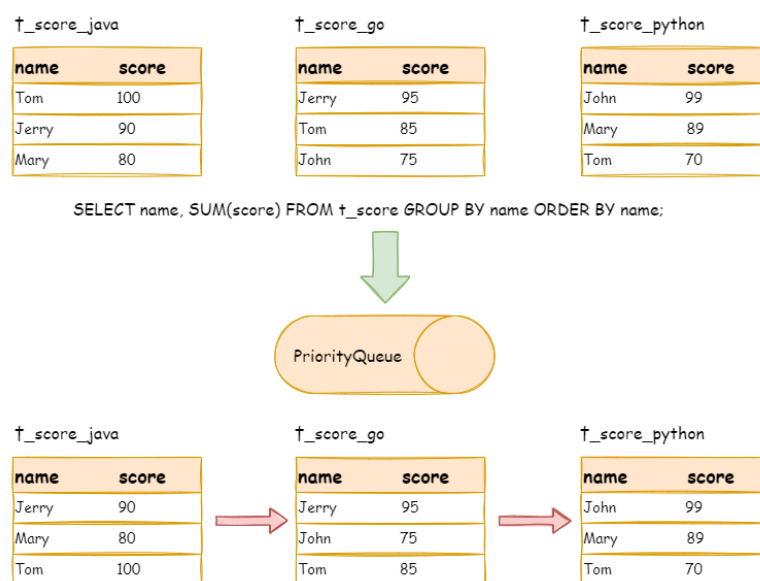 t_score_java t_score_go t_score_python
name score name score name score
Tom 100 Jerry 95 John 99
Jerry 90 Tom 85 Mary 89
Mary 80 John 75 Tom 70
SELECT name, SUM(score) FROM t_score GROUP BY name ORDER BY name;
PriorityQueue
t_score_java t_score_go t_score_python
name score name score name score
Jerry 90 Jerry 95 John 99
Mary 80 John 75 Mary 89
Tom 100 Tom 85 Tom 70